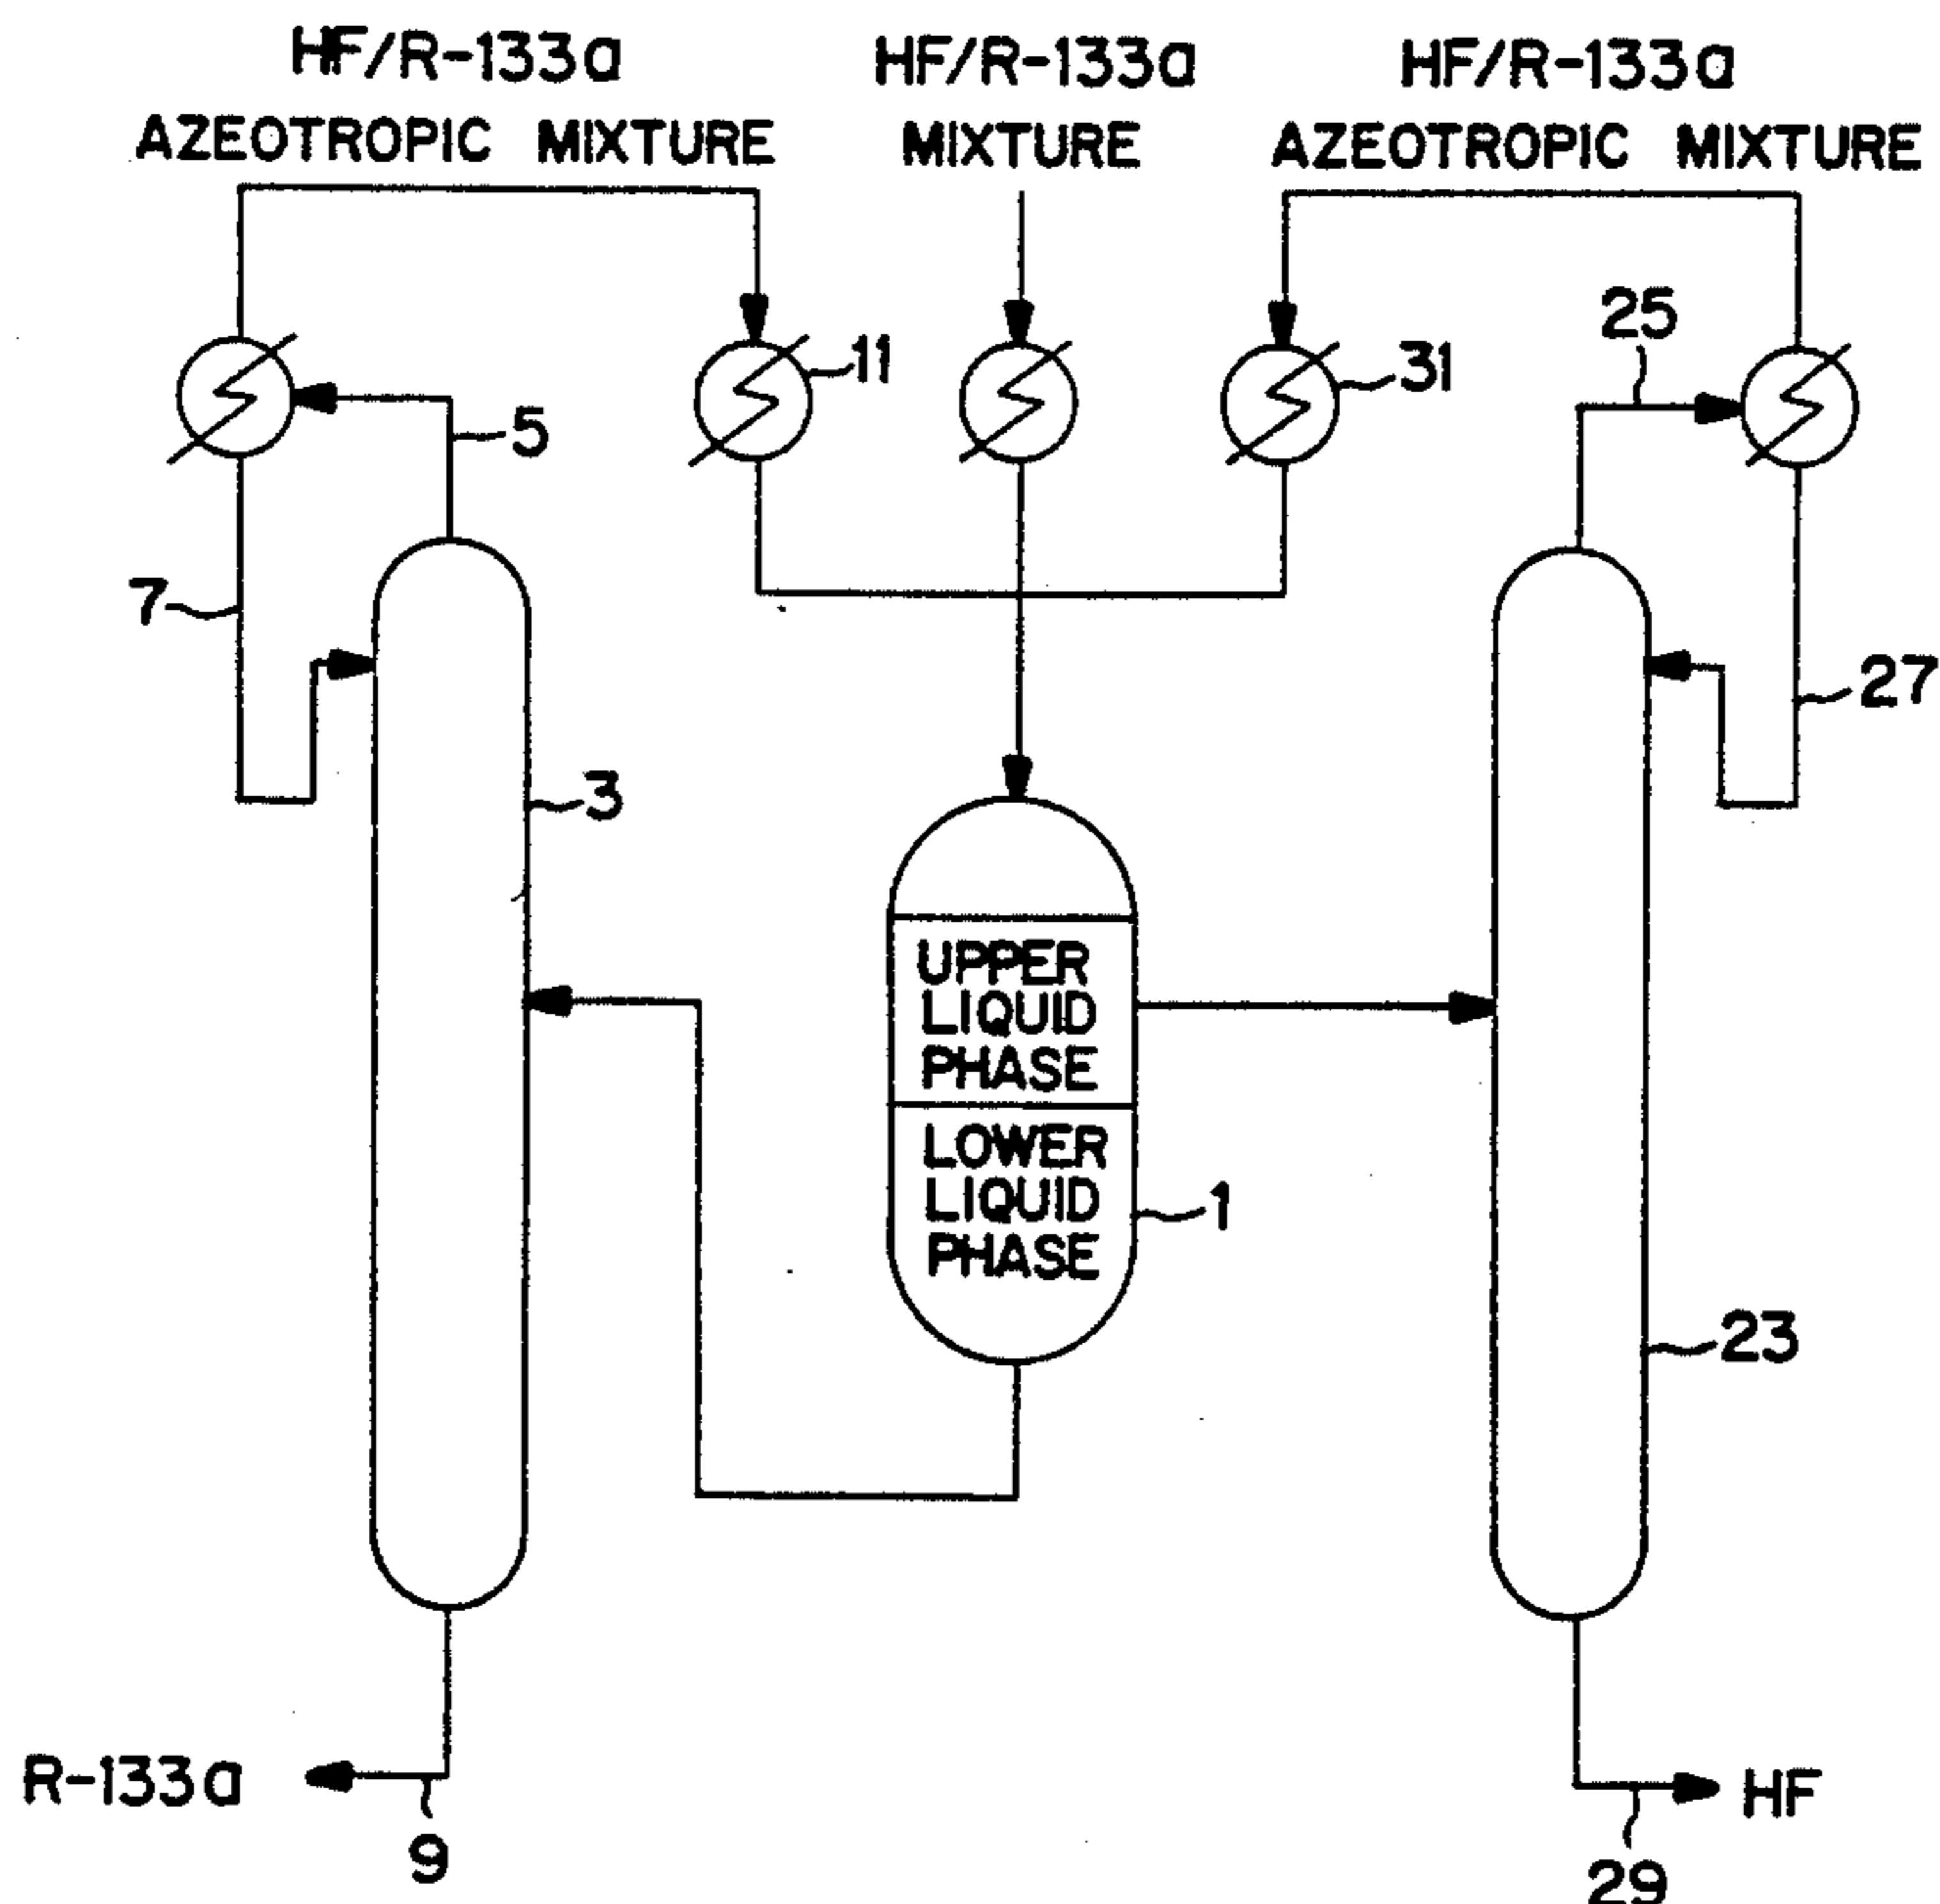 HF/R-133a
AZEOTROPIC MIXTURE
HF/R-133a
MIXTURE
HF/R-133a
AZEOTROPIC MIXTURE
11
31
25
5
7
27
3
UPPER
LIQUID
PHASE
LOWER
LIQUID
PHASE
1
23
R-133a
9
HF
29